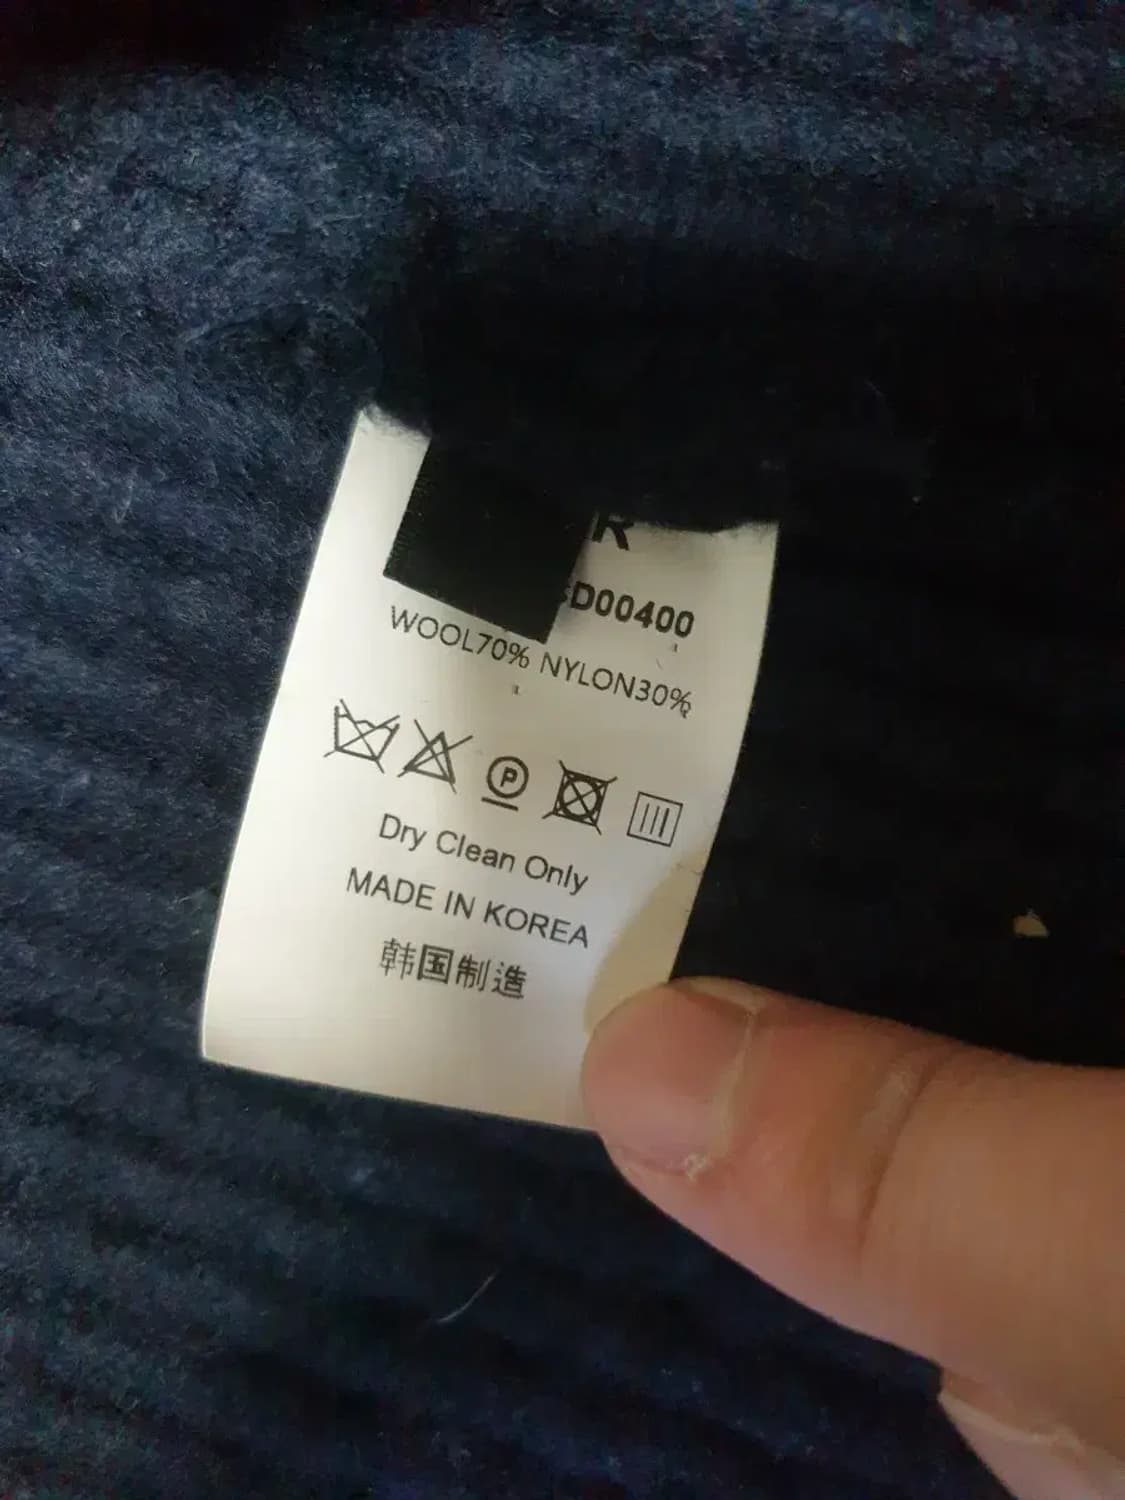 R
D00400
WOOL70% NYLON30%
P
Dry Clean Only
MADE IN KOREA
韩国制造